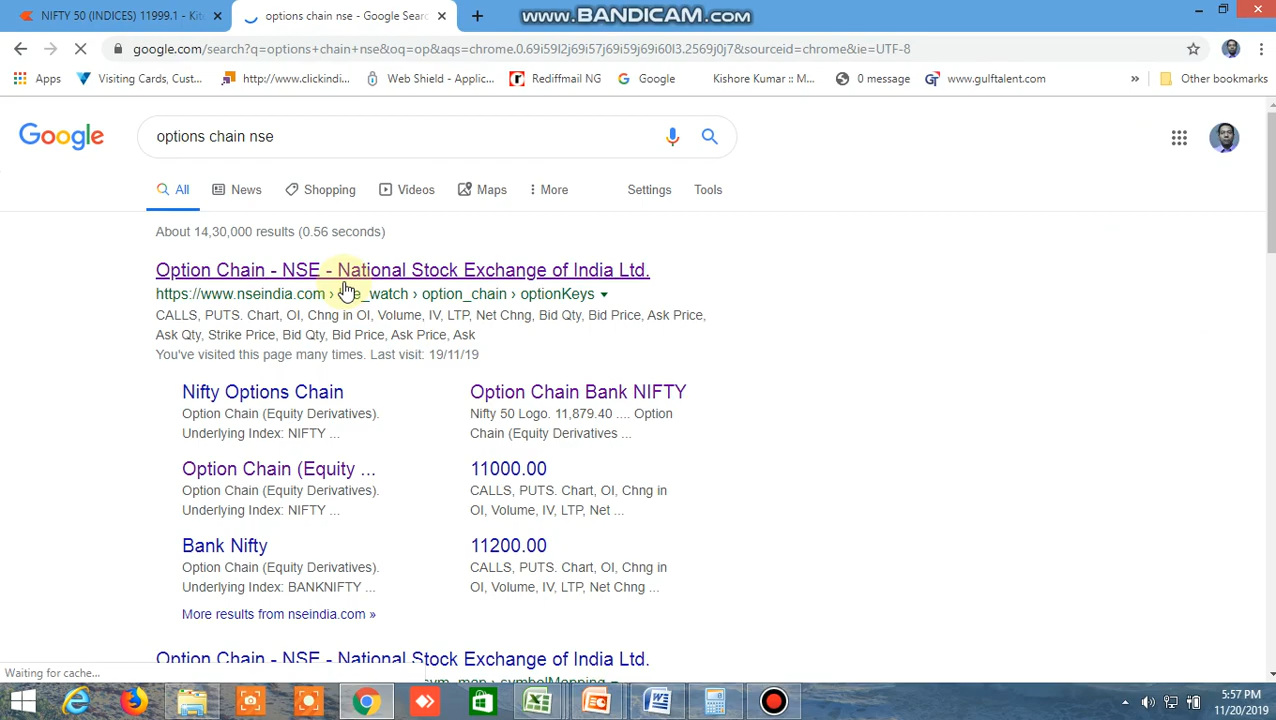 NIFTY 50 (INDICES) 11999.1 - Kit
options chain nse - Google Searc
www.BANDICAM.com
google.com/search?q=options+chain+nse&oq=op&aqs=chrome.0.69i59l2j69i57j69i59j69i60l3.2569j0j7&sourceid=chrome&ie=UTF-8
Apps
Visiting Cards, Cust...
http://www.clickindi...
Web Shield - Applic...
Rediffmail NG
Google
Kishore Kumar :: M...
0 message
www.gulftalent.com
»
Other bookmarks
Google
options chain nse
All
News
Shopping
Videos
Maps
More
Settings
Tools
About 14,30,000 results (0.56 seconds)
Option Chain - NSE - National Stock Exchange of India Ltd.
https://www.nseindia.com › _watch › option_chain › optionKeys
CALLS, PUTS. Chart, OI, Chng in OI, Volume, IV, LTP, Net Chng, Bid Qty, Bid Price, Ask Price,
Ask Qty, Strike Price, Bid Qty, Bid Price, Ask Price, Ask
You've visited this page many times. Last visit: 19/11/19
Nifty Options Chain
Option Chain (Equity Derivatives).
Underlying Index: NIFTY ...
Option Chain Bank NIFTY
Nifty 50 Logo. 11,879.40 .... Option
Chain (Equity Derivatives ...
Option Chain (Equity ...
Option Chain (Equity Derivatives).
Underlying Index: NIFTY ...
11000.00
CALLS, PUTS. Chart, OI, Chng in
OI, Volume, IV, LTP, Net ...
Bank Nifty
Option Chain (Equity Derivatives).
Underlying Index: BANKNIFTY ...
11200.00
CALLS, PUTS. Chart, OI, Chng in
OI, Volume, IV, LTP, Net Chng ...
More results from nseindia.com »
Option Chain - NSE - National Stock Exchange of India Ltd.
Waiting for cache...
5:57 PM
11/20/2019